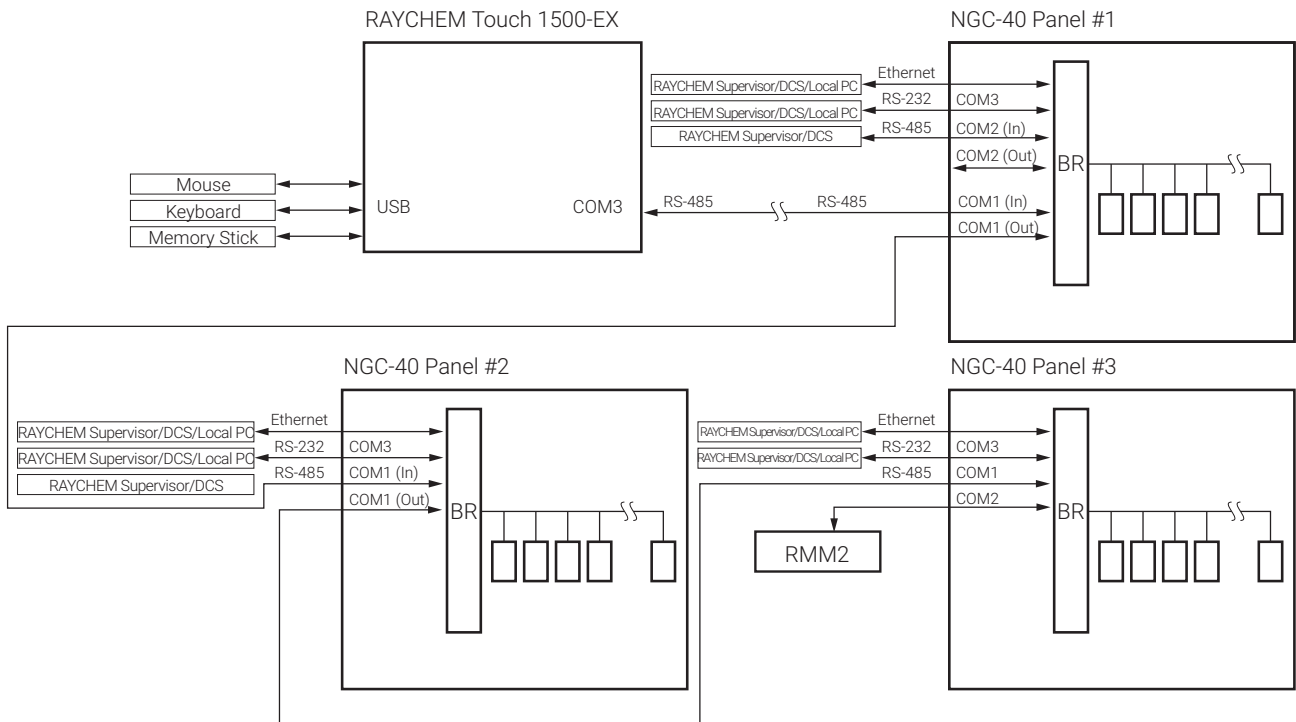 RAYCHEM Touch 1500-EX
NGC-40 Panel #1
RAYCHEM Supervisor/DCS/Local PC
Ethernet
RAYCHEM Supervisor/DCS/Local PC
RS-232
COM3
RAYCHEM Supervisor/DCS
RS-485
COM2 (In)
COM2 (Out)
BR
Mouse
Keyboard
Memory Stick
USB
COM3
RS-485
RS-485
COM1 (In)
COM1 (Out)
NGC-40 Panel #2
RAYCHEM Supervisor/DCS/Local PC
Ethernet
RAYCHEM Supervisor/DCS/Local PC
RS-232
COM3
RAYCHEM Supervisor/DCS
RS-485
COM1 (In)
COM1 (Out)
BR
NGC-40 Panel #3
RAYCHEM Supervisor/DCS/Local PC
Ethernet
RAYCHEM Supervisor/DCS/Local PC
RS-232
COM3
RS-485
COM1
COM2
BR
RMM2